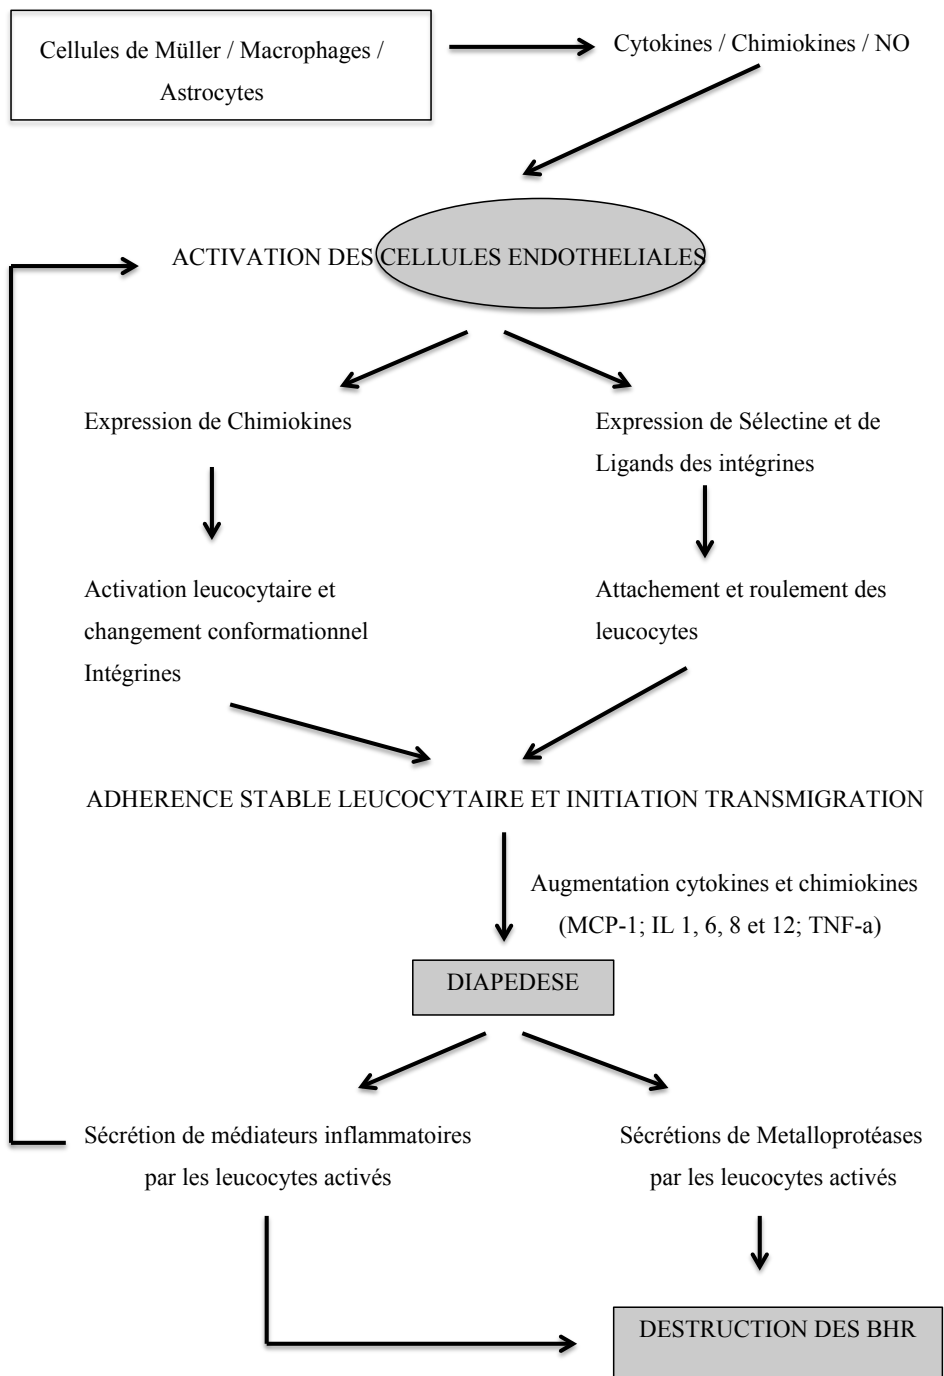 Cellules de Müller / Macrophages /
Astrocytes
Cytokines / Chimiokines / NO
ACTIVATION DES CELLULES ENDOTHELIALES
Expression de Chimiokines
Expression de Sélectine et de
Ligands des intégrines
Activation leucocytaire et
changement conformationnel
Intégrines
Attachement et roulement des
leucocytes
ADHERENCE STABLE LEUCOCYTAIRE ET INITIATION TRANSMIGRATION
Augmentation cytokines et chimiokines
(MCP-1; IL 1, 6, 8 et 12; TNF-a)
DIAPEDESE
Sécrétion de médiateurs inflammatoires
par les leucocytes activés
Sécrétions de Metalloprotéases
par les leucocytes activés
DESTRUCTION DES BHR